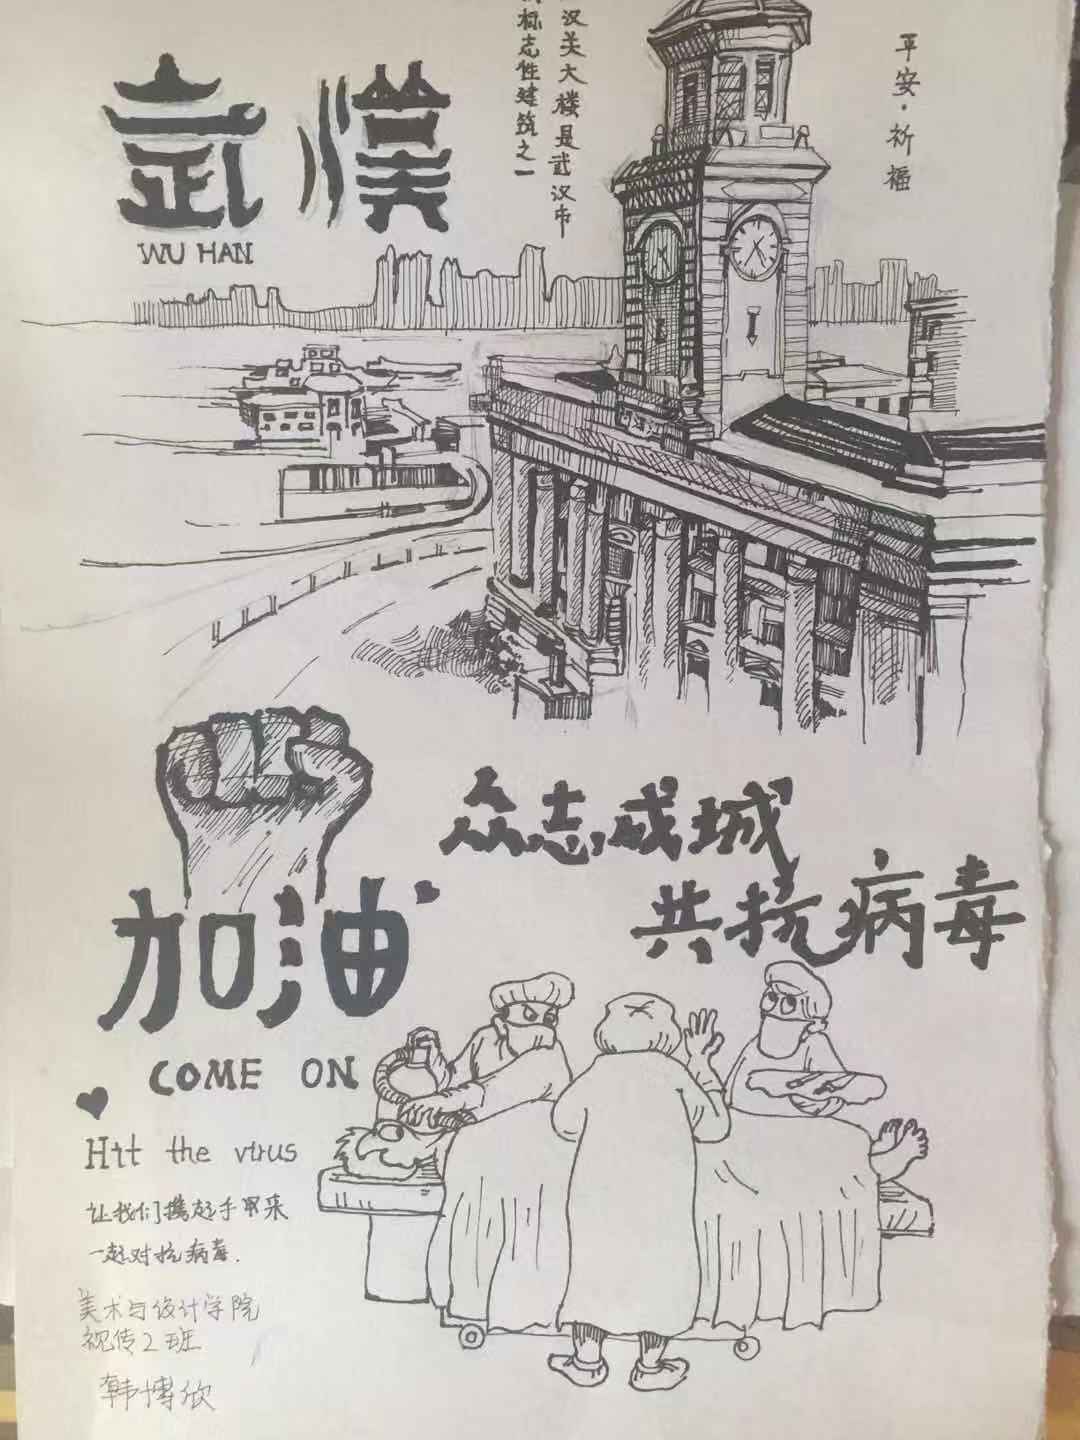 武漢
WU HAN
汉关大楼是武汉市
标志性建筑之一
平安·祈福
众志成城
共抗病毒
加油
COME ON
Hit the virus
让我们携起手来
一起对抗病毒.
美术与设计学院
视传2班
韩博欣